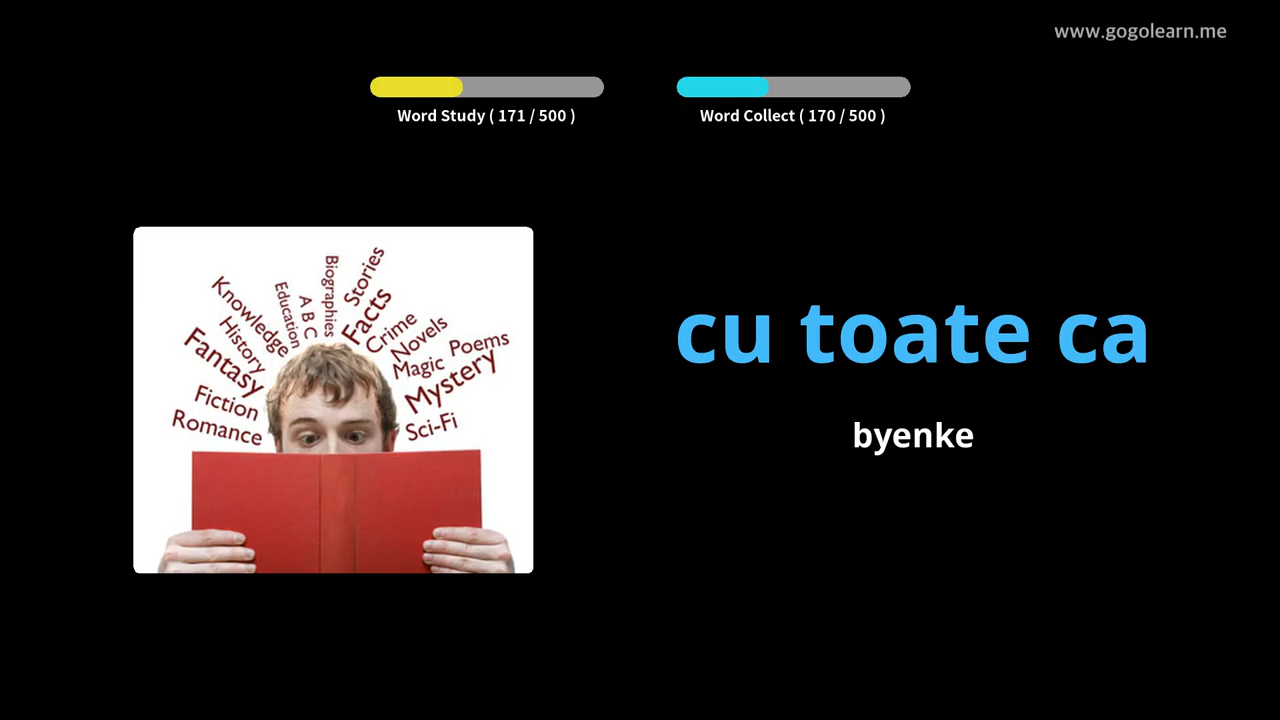 www.gogolearn.me
Word Study ( 171 / 500 )
Word Collect ( 170 / 500 )
Biographies
Stories
Education
A B C
Facts
Knowledge
Crime
Novels
History
Poems
Fantasy
Magic
Mystery
Fiction
Romance
Sci-Fi
cu toate ca
byenke